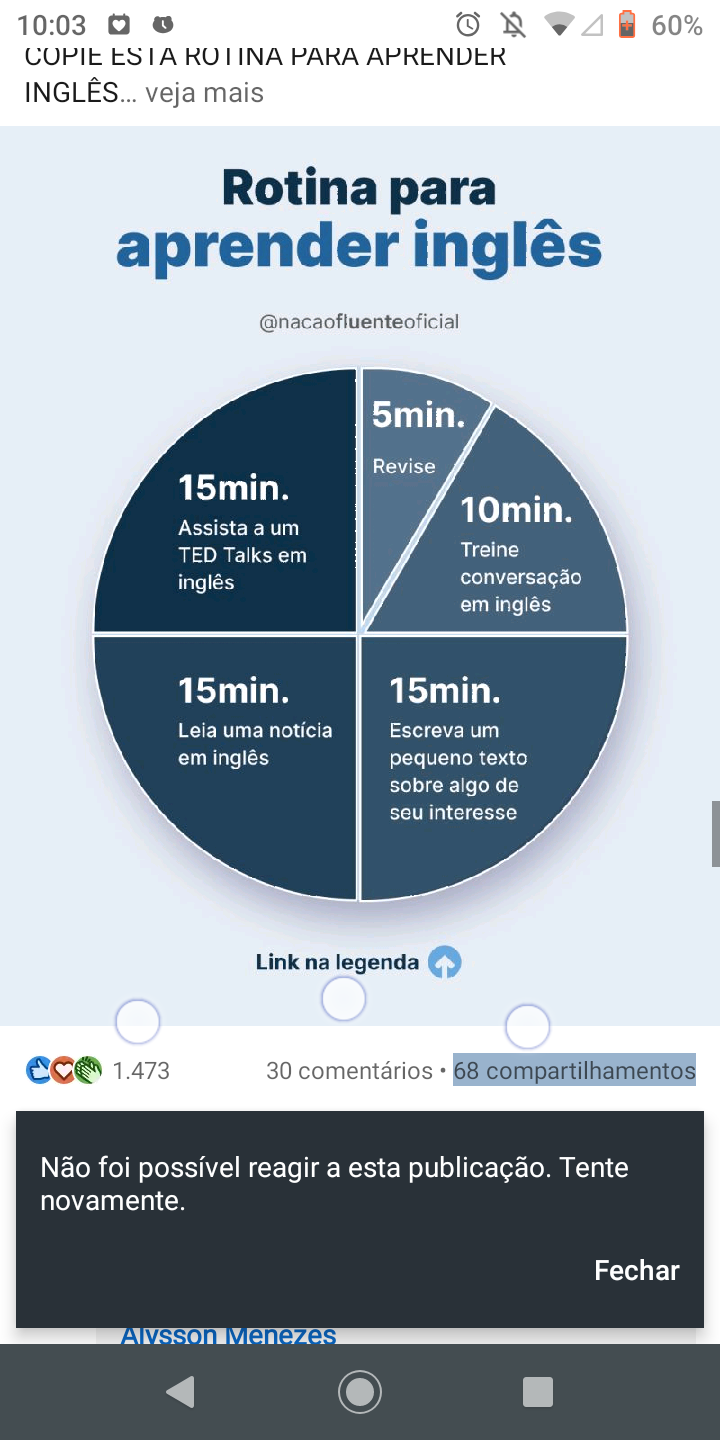 10:03
60%
COPIE ESTA ROTINA PARA APRENDER
INGLÊS... veja mais
Rotina para
aprender inglês
@nacaofluenteoficial
5min.
Revise
15min.
Assista a um
TED Talks em
inglês
10min.
Treine
conversação
em inglês
15min.
Leia uma notícia
em inglês
15min.
Escreva um
pequeno texto
sobre algo de
seu interesse
Link na legenda
1.473
30 comentários • 68 compartilhamentos
Não foi possível reagir a esta publicação. Tente
novamente.
Fechar
Alysson Menezes